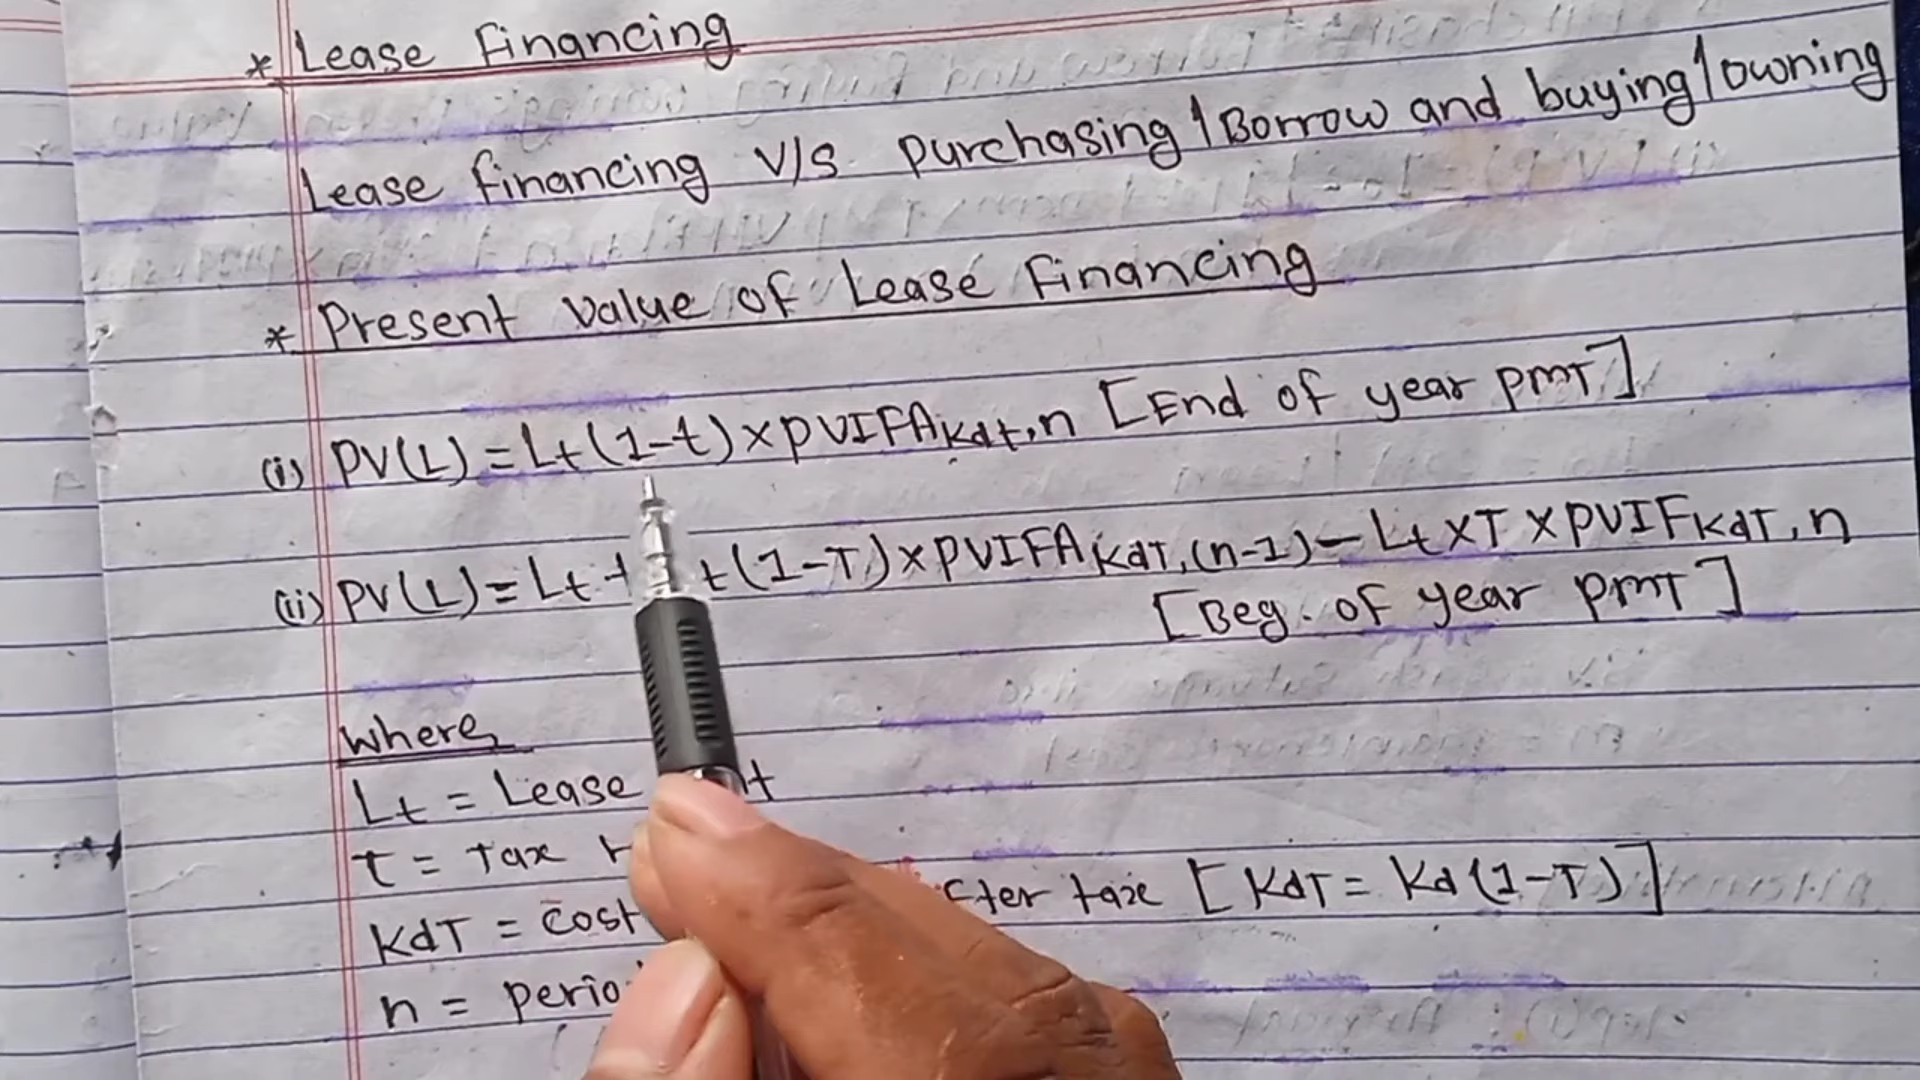 * Lease Financing
Lease financing V/S purchasing/Borrow and buying/owning
* Present Value of Lease Financing
(i) PV(L) = Lt(1-t) × PVIFAKdt,n [End of year PMT]
(ii) PV(L) = Lt + t(1-T) × PVIFAKdT,(n-1) - Lt × T × PVIFKdT,n
[Beg. of year PMT]
where,
Lt = Lease
t = Tax
KdT = cost tax [KdT = Kd(1-T)]
n =